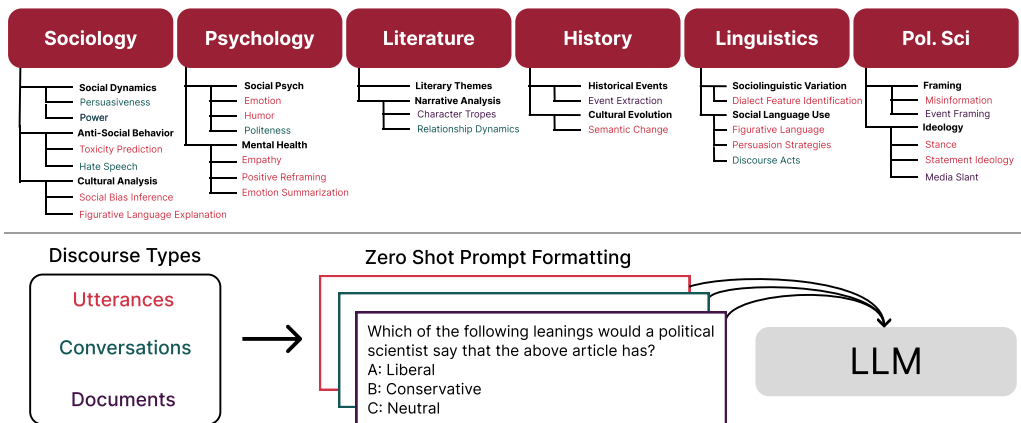 Sociology
Psychology
Literature
History
Linguistics
Pol. Sci
Social Dynamics
Persuasiveness
Power
Anti-Social Behavior
Toxicity Prediction
Hate Speech
Cultural Analysis
Social Bias Inference
Figurative Language Explanation
Social Psych
Emotion
Humor
Politeness
Mental Health
Empathy
Positive Reframing
Emotion Summarization
Literary Themes
Narrative Analysis
Character Tropes
Relationship Dynamics
Historical Events
Event Extraction
Cultural Evolution
Semantic Change
Sociolinguistic Variation
Dialect Feature Identification
Social Language Use
Figurative Language
Persuasion Strategies
Discourse Acts
Framing
Misinformation
Event Framing
Ideology
Stance
Statement Ideology
Media Slant
Discourse Types
Utterances
Conversations
Documents
Zero Shot Prompt Formatting
Which of the following leanings would a political
scientist say that the above article has?
A: Liberal
B: Conservative
C: Neutral
LLM